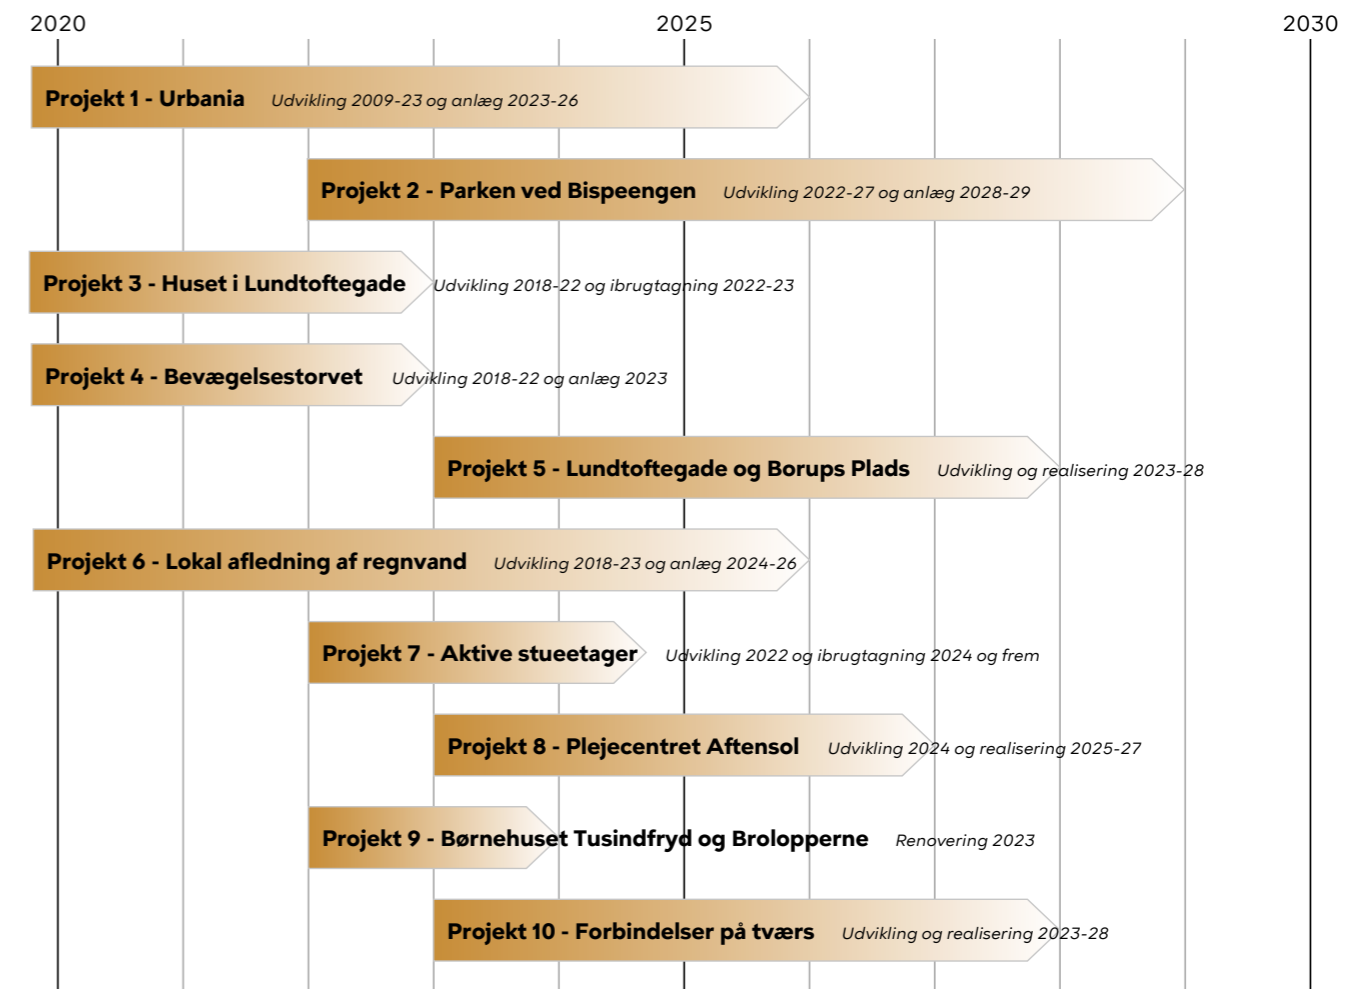 2020 2025 2030
Projekt 1 - Urbania Udvikling 2009-23 og anlæg 2023-26
Projekt 2 - Parken ved Bispeengen Udvikling 2022-27 og anlæg 2028-29
Projekt 3 - Huset i Lundtoftegade Udvikling 2018-22 og ibrugtagning 2022-23
Projekt 4 - Bevægelsestorvet Udvikling 2018-22 og anlæg 2023
Projekt 5 - Lundtoftegade og Borups Plads Udvikling og realisering 2023-28
Projekt 6 - Lokal afledning af regnvand Udvikling 2018-23 og anlæg 2024-26
Projekt 7 - Aktive stueetager Udvikling 2022 og ibrugtagning 2024 og frem
Projekt 8 - Plejecentret Aftensol Udvikling 2024 og realisering 2025-27
Projekt 9 - Børnehuset Tusindfryd og Brolopperne Renovering 2023
Projekt 10 - Forbindelser på tværs Udvikling og realisering 2023-28